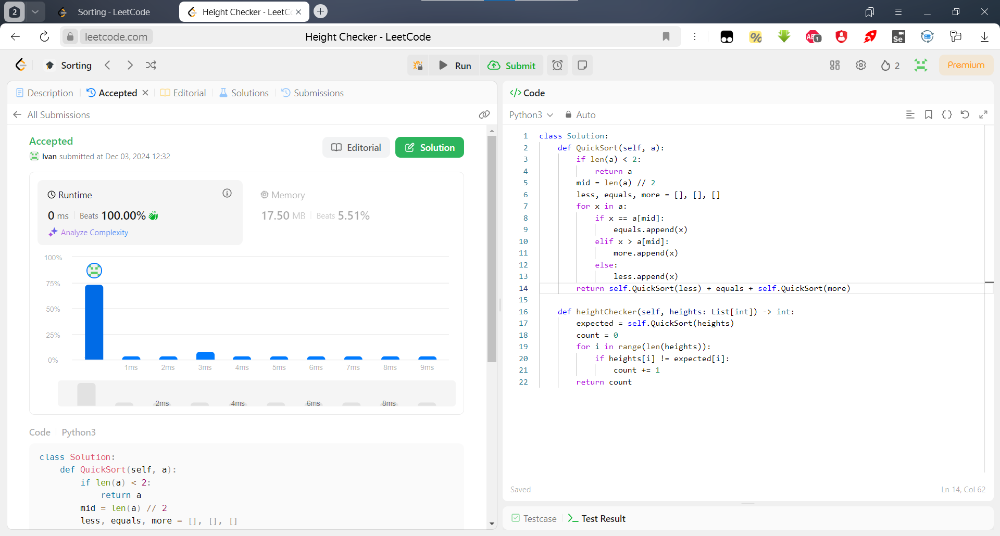 2
Sorting - LeetCode
Height Checker - LeetC
leetcode.com
Height Checker - LeetCode
1
Se
Sorting
Run
Submit
2
Premium
Description
Accepted
Editorial
Solutions
Submissions
All Submissions
Accepted
Ivan submitted at Dec 03, 2024 12:32
Editorial
Solution
Runtime
0 ms
Beats 100.00%
Analyze Complexity
Memory
17.50 MB
Beats 5.51%
100%
75%
50%
25%
0%
1ms
2ms
3ms
4ms
5ms
6ms
7ms
8ms
9ms
2ms
4ms
6ms
8ms
Code
Python3
class Solution:
def QuickSort(self, a):
if len(a) < 2:
return a
mid = len(a) // 2
less, equals, more = [], [], []
Code
Python3
Auto
1 class Solution:
2 def QuickSort(self, a):
3 if len(a) < 2:
4 return a
5 mid = len(a) // 2
6 less, equals, more = [], [], []
7 for x in a:
8 if x == a[mid]:
9 equals.append(x)
10 elif x > a[mid]:
11 more.append(x)
12 else:
13 less.append(x)
14 return self.QuickSort(less) + equals + self.QuickSort(more)
15
16 def heightChecker(self, heights: List[int]) -> int:
17 expected = self.QuickSort(heights)
18 count = 0
19 for i in range(len(heights)):
20 if heights[i] != expected[i]:
21 count += 1
22 return count
Saved
Ln 14, Col 62
Testcase
Test Result